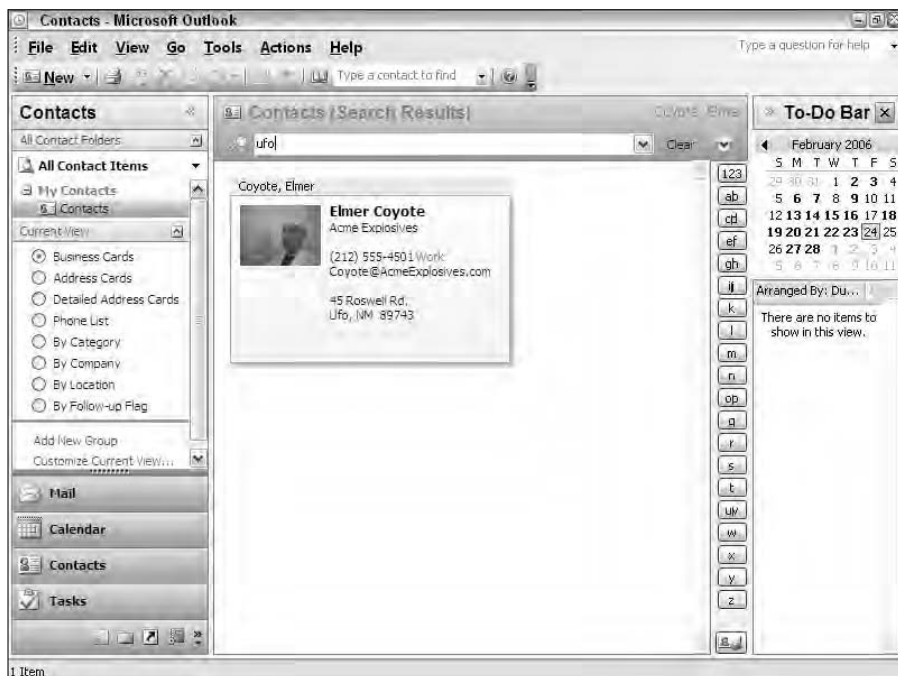 Contacts - Microsoft Outlook
File Edit View Go Tools Actions Help
Type a question for help
New
Type a contact to find
Contacts
All Contact Folders
All Contact Items
My Contacts
Contacts
Current View
Business Cards
Address Cards
Detailed Address Cards
Phone List
By Category
By Company
By Location
By Follow-up Flag
Add New Group
Customize Current View...
Mail
Calendar
Contacts
Tasks
Contacts (Search Results)
Coyote, Elmer
ufo
Clear
Coyote, Elmer
Elmer Coyote
Acme Explosives
(212) 555-4501 Work
Coyote@AcmeExplosives.com
45 Roswell Rd.
Ufo, NM 89743
123
ab
cd
ef
gh
ij
k
l
m
n
op
q
r
s
t
uv
w
x
y
z
To-Do Bar
February 2006
S M T W T F S
29 30 31 1 2 3 4
5 6 7 8 9 10 11
12 13 14 15 16 17 18
19 20 21 22 23 24 25
26 27 28 1 2 3 4
5 6 7 8 9 10 11
Arranged By: Du...
There are no items to
show in this view.
1 Item